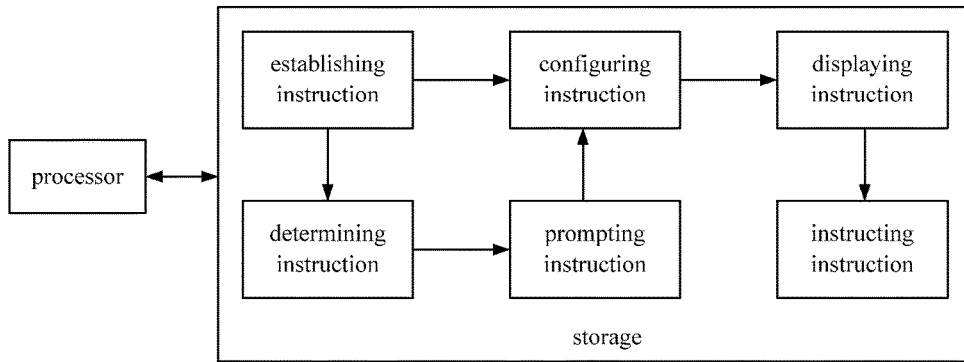 establishing
instruction
configuring
instruction
displaying
instruction
processor
determining
instruction
prompting
instruction
instructing
instruction
storage